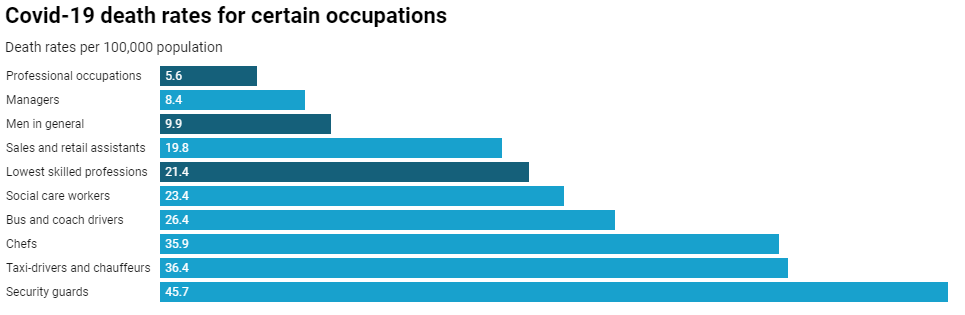 Covid-19 death rates for certain occupations
Death rates per 100,000 population
Professional occupations 5.6
Managers 8.4
Men in general 9.9
Sales and retail assistants 19.8
Lowest skilled professions 21.4
Social care workers 23.4
Bus and coach drivers 26.4
Chefs 35.9
Taxi-drivers and chauffeurs 36.4
Security guards 45.7